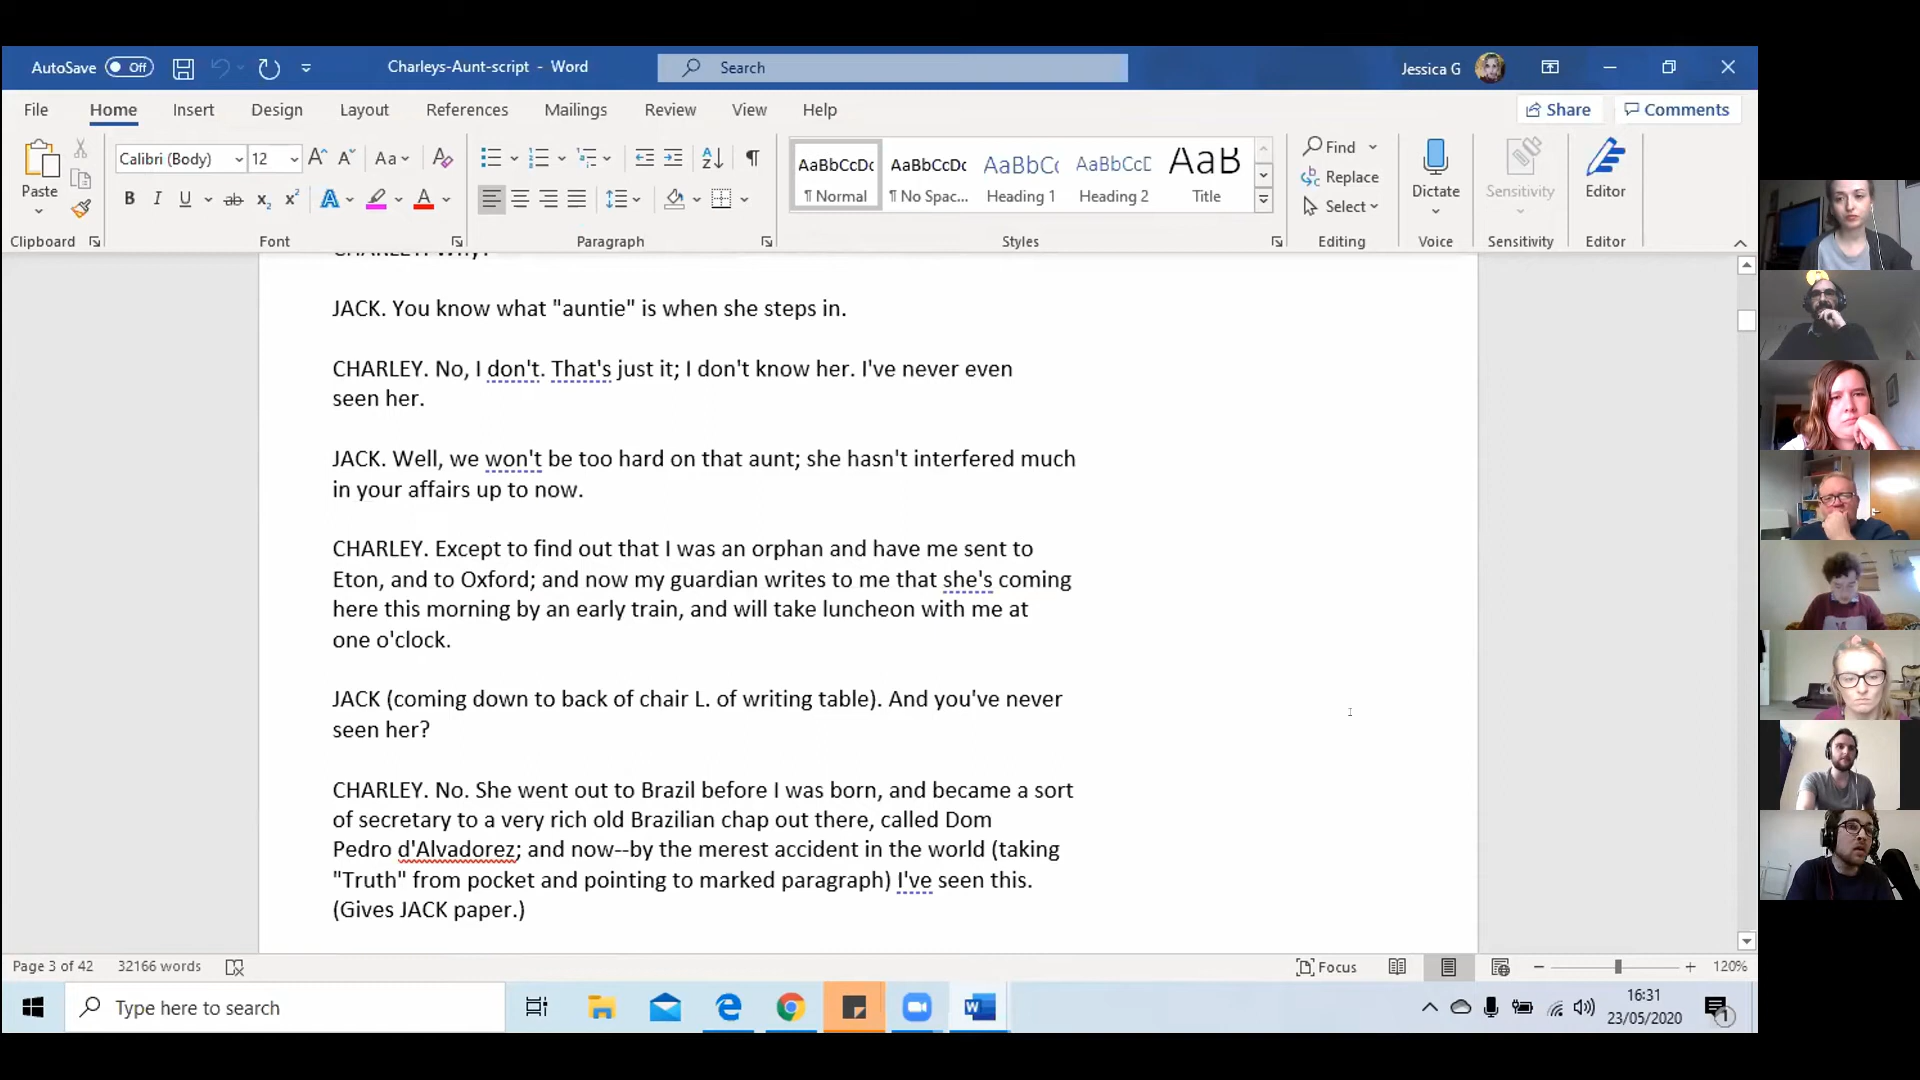 AutoSave Off Charleys-Aunt-script - Word Search Jessica G
File Home Insert Design Layout References Mailings Review View Help Share Comments
Paste Calibri (Body) 12 Aa AaBbCcDc AaBbCcDc AaBbCc AaBbCcD AaB Find Replace Select Dictate Sensitivity Editor
¶ Normal ¶ No Spac... Heading 1 Heading 2 Title
Clipboard Font Paragraph Styles Editing Voice Sensitivity Editor
CHARLEY. Why?
JACK. You know what "auntie" is when she steps in.
CHARLEY. No, I don't. That's just it; I don't know her. I've never even
seen her.
JACK. Well, we won't be too hard on that aunt; she hasn't interfered much
in your affairs up to now.
CHARLEY. Except to find out that I was an orphan and have me sent to
Eton, and to Oxford; and now my guardian writes to me that she's coming
here this morning by an early train, and will take luncheon with me at
one o'clock.
JACK (coming down to back of chair L. of writing table). And you've never
seen her?
CHARLEY. No. She went out to Brazil before I was born, and became a sort
of secretary to a very rich old Brazilian chap out there, called Dom
Pedro d'Alvadorez; and now--by the merest accident in the world (taking
"Truth" from pocket and pointing to marked paragraph) I've seen this.
(Gives JACK paper.)
Page 3 of 42 32166 words Focus 120%
Type here to search 16:31
23/05/2020
1